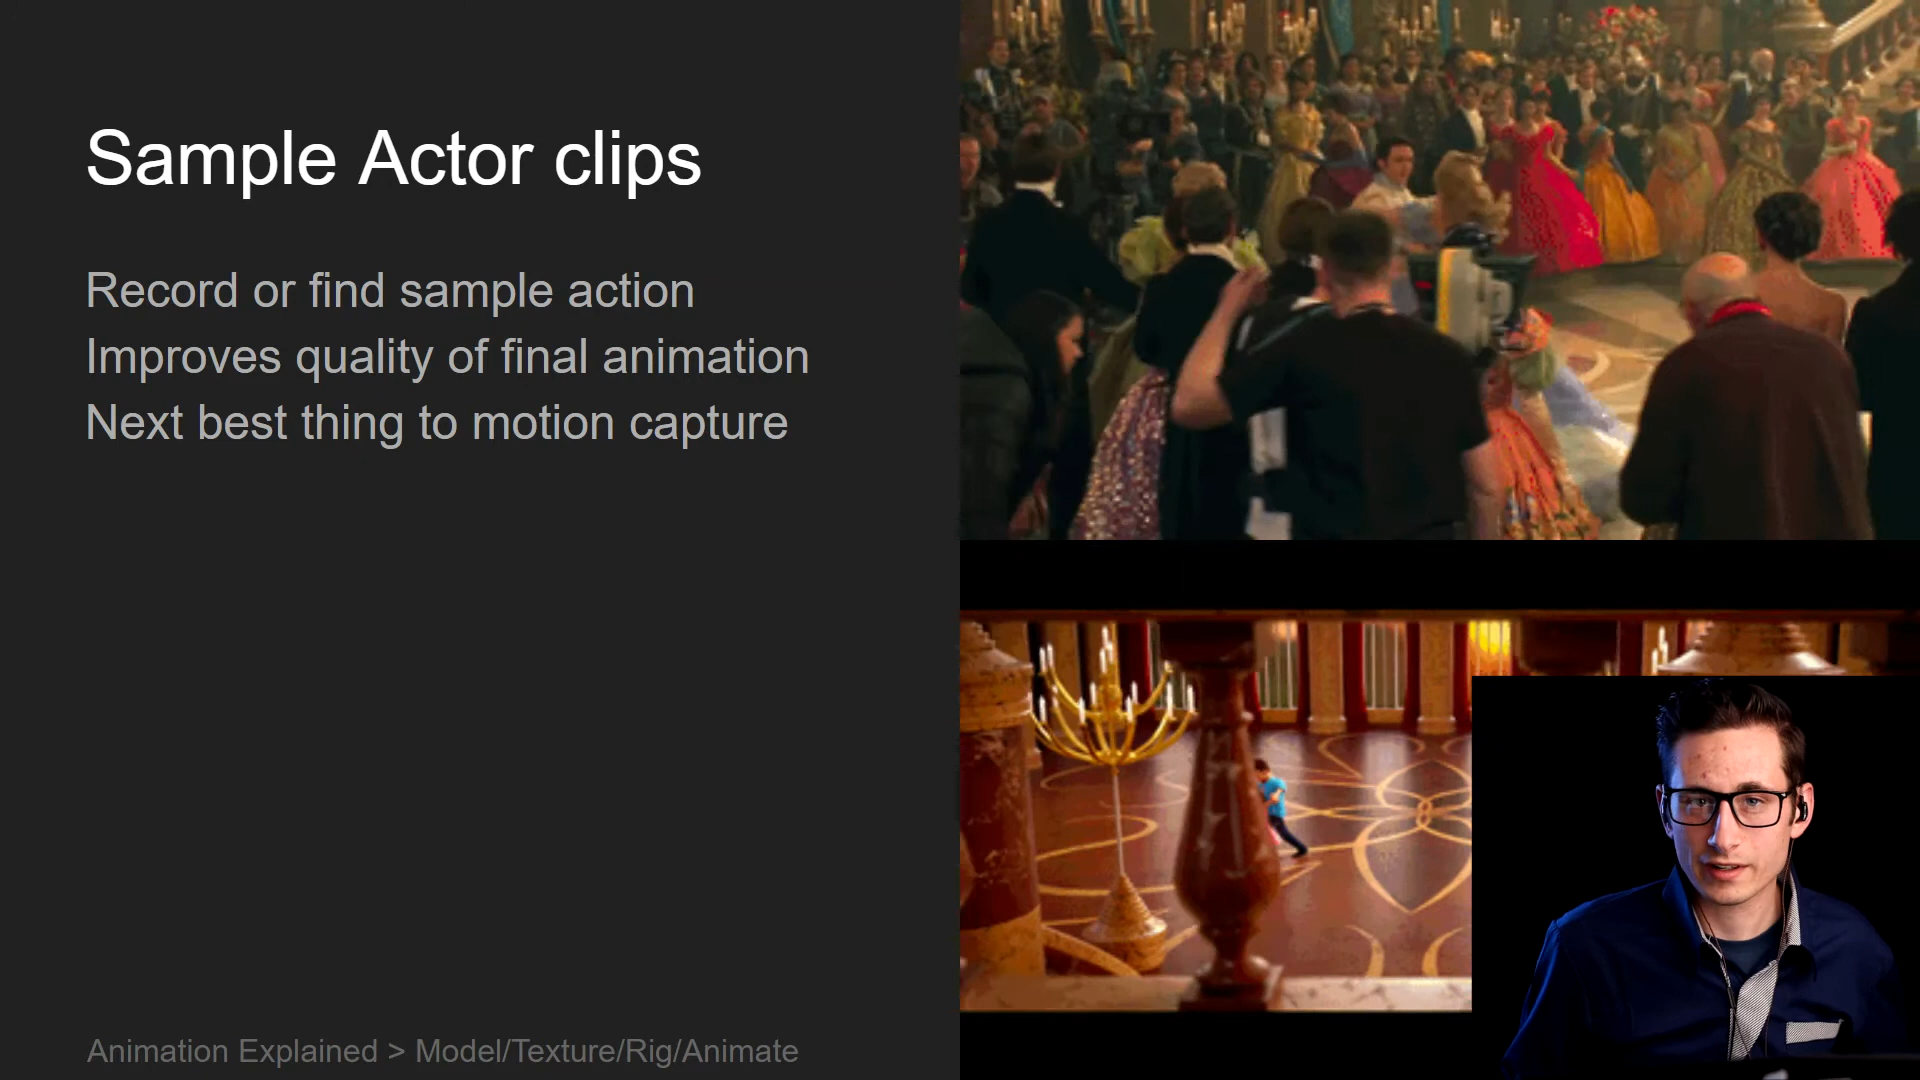 Sample Actor clips
Record or find sample action
Improves quality of final animation
Next best thing to motion capture
Animation Explained > Model/Texture/Rig/Animate